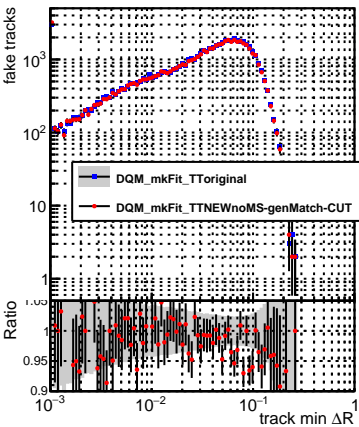 fake tracks
10³
10²
10
1
DQM_mkFit_TToriginal
DQM_mkFit_TTNEWnoMS-genMatch-CUT
Ratio
1.05
1
0.95
0.9
10⁻³
10⁻²
10⁻¹
1
track min ΔR